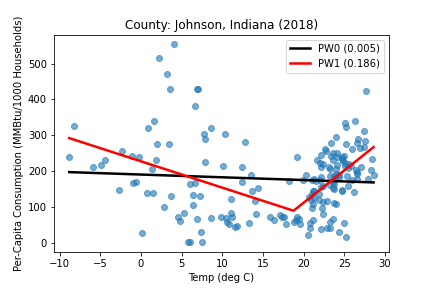 County: Johnson, Indiana (2018)
PW0 (0.005)
PW1 (0.186)
Per-Capita Consumption (MMBtu/1000 Households)
500
400
300
200
100
0
−10 −5 0 5 10 15 20 25 30
Temp (deg C)